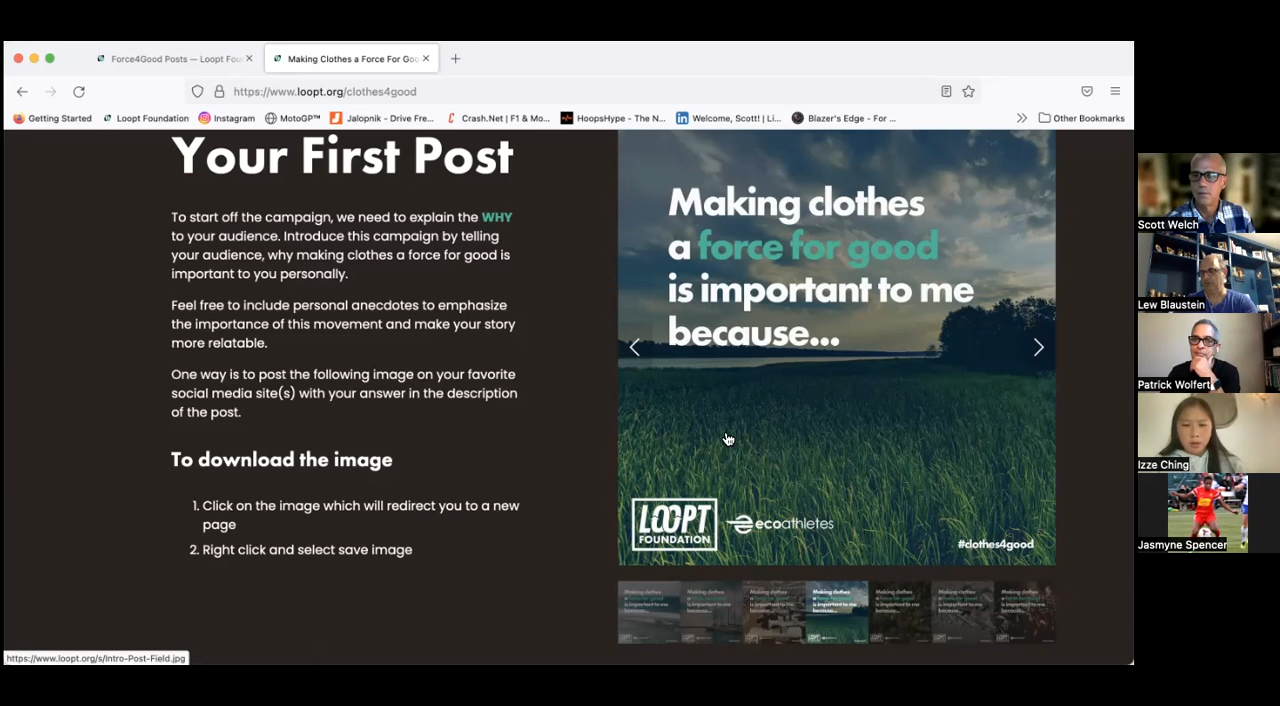 Force4Good Posts — Loopt Fou
Making Clothes a Force For Go
https://www.loopt.org/clothes4good
Getting Started
Loopt Foundation
Instagram
MotoGP™
Jalopnik - Drive Fre...
Crash.Net | F1 & Mo...
HoopsHype - The N...
Welcome, Scott! | Li...
Blazer's Edge - For ...
Other Bookmarks
Your First Post
To start off the campaign, we need to explain the WHY
to your audience. Introduce this campaign by telling
your audience, why making clothes a force for good is
important to you personally.
Feel free to include personal anecdotes to emphasize
the importance of this movement and make your story
more relatable.
One way is to post the following image on your favorite
social media site(s) with your answer in the description
of the post.
To download the image
1. Click on the image which will redirect you to a new
page
2. Right click and select save image
Making clothes
a force for good
is important to me
because...
LOOPT
FOUNDATION
ecoathletes
#clothes4good
https://www.loopt.org/s/Intro-Post-Field.jpg
Scott Welch
Lew Blaustein
Patrick Wolfert
Izze Ching
Jasmyne Spencer